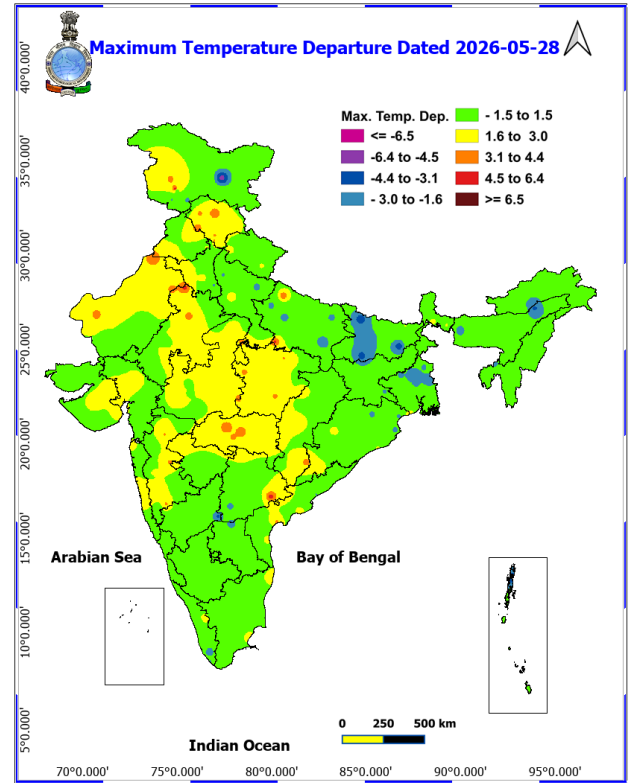 Maximum Temperature Departure Dated 2026-05-28
Max. Temp. Dep.
<= -6.5
-6.4 to -4.5
-4.4 to -3.1
- 3.0 to -1.6
- 1.5 to 1.5
1.6 to 3.0
3.1 to 4.4
4.5 to 6.4
>= 6.5
40°0.000'
35°0.000'
30°0.000'
25°0.000'
20°0.000'
15°0.000'
10°0.000'
5°0.000'
Arabian Sea
Bay of Bengal
0 250 500 km
Indian Ocean
70°0.000' 75°0.000' 80°0.000' 85°0.000' 90°0.000' 95°0.000'